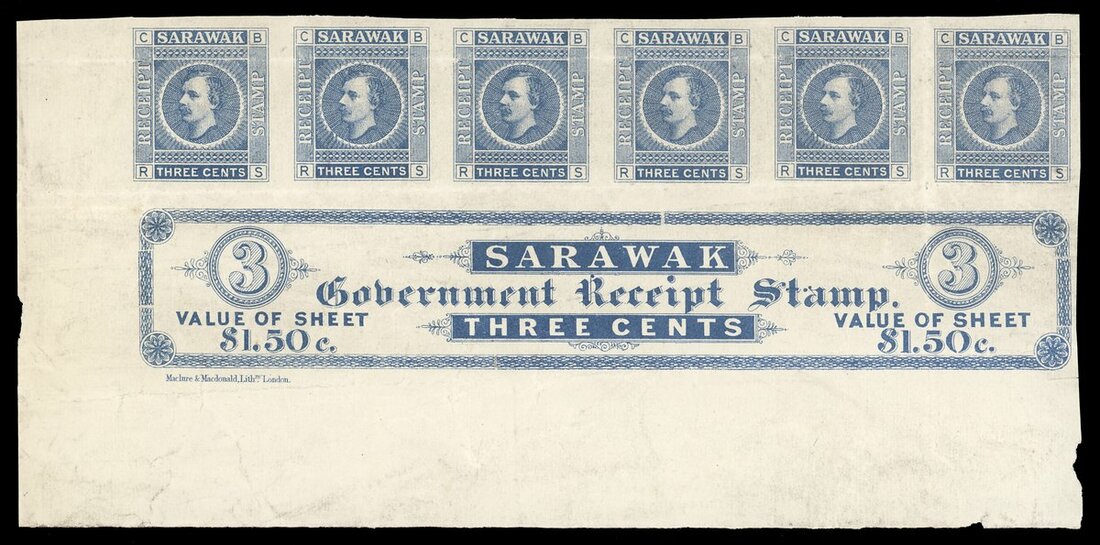 C SARAWAK B
RECEIPT STAMP
R THREE CENTS S
C SARAWAK B
RECEIPT STAMP
R THREE CENTS S
C SARAWAK B
RECEIPT STAMP
R THREE CENTS S
C SARAWAK B
RECEIPT STAMP
R THREE CENTS S
C SARAWAK B
RECEIPT STAMP
R THREE CENTS S
C SARAWAK B
RECEIPT STAMP
R THREE CENTS S
SARAWAK
3 Government Receipt Stamp. 3
THREE CENTS
VALUE OF SHEET
$1.50c.
VALUE OF SHEET
$1.50c.
Maclure & Macdonald, Lithrs London.